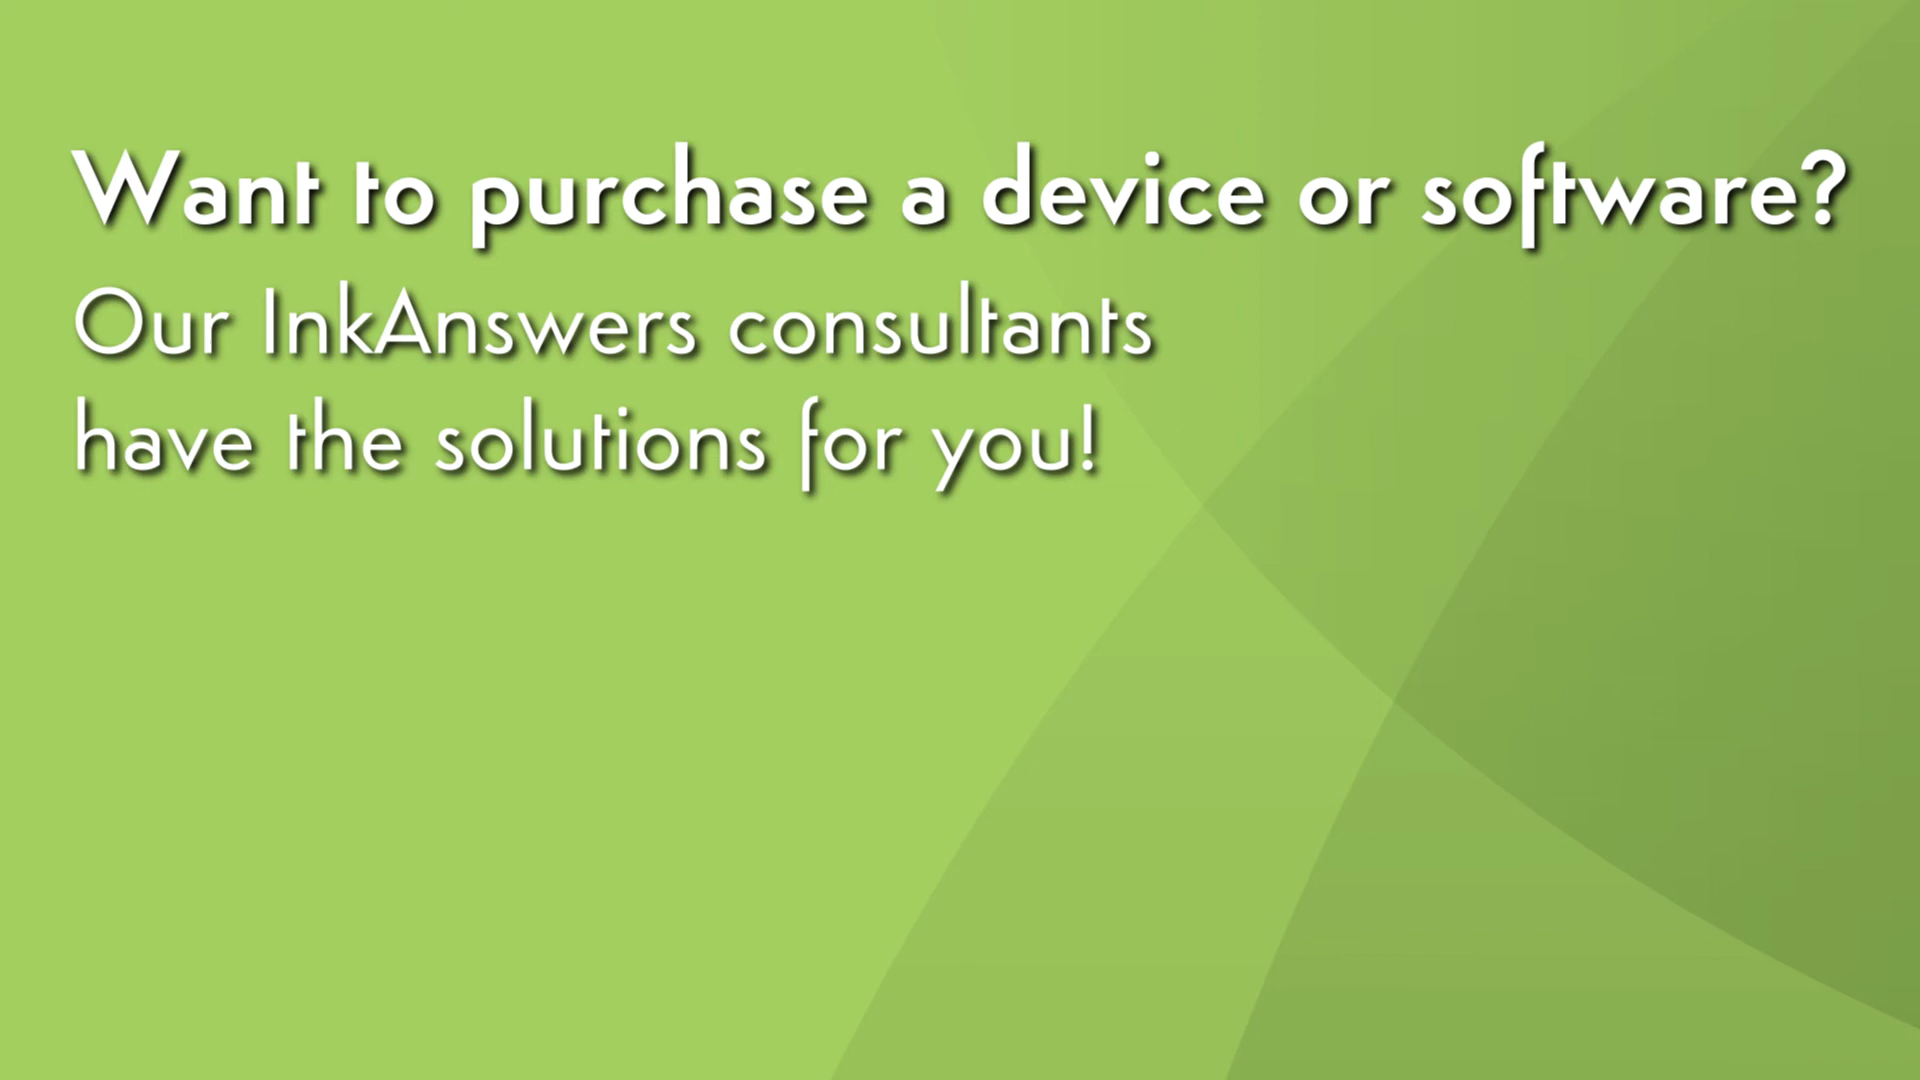 Want to purchase a device or software?
Our InkAnswers consultants
have the solutions for you!